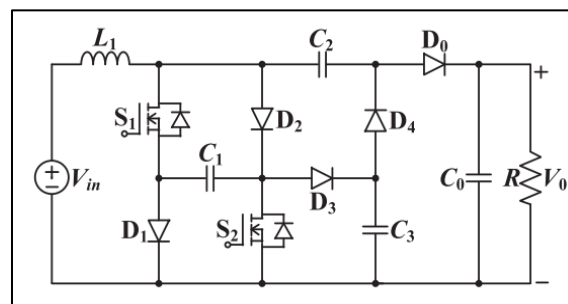 L1 C2 D0
+
S1 D2 D4
C1
Vin C0 R V0
D1 S2 D3 C3
−